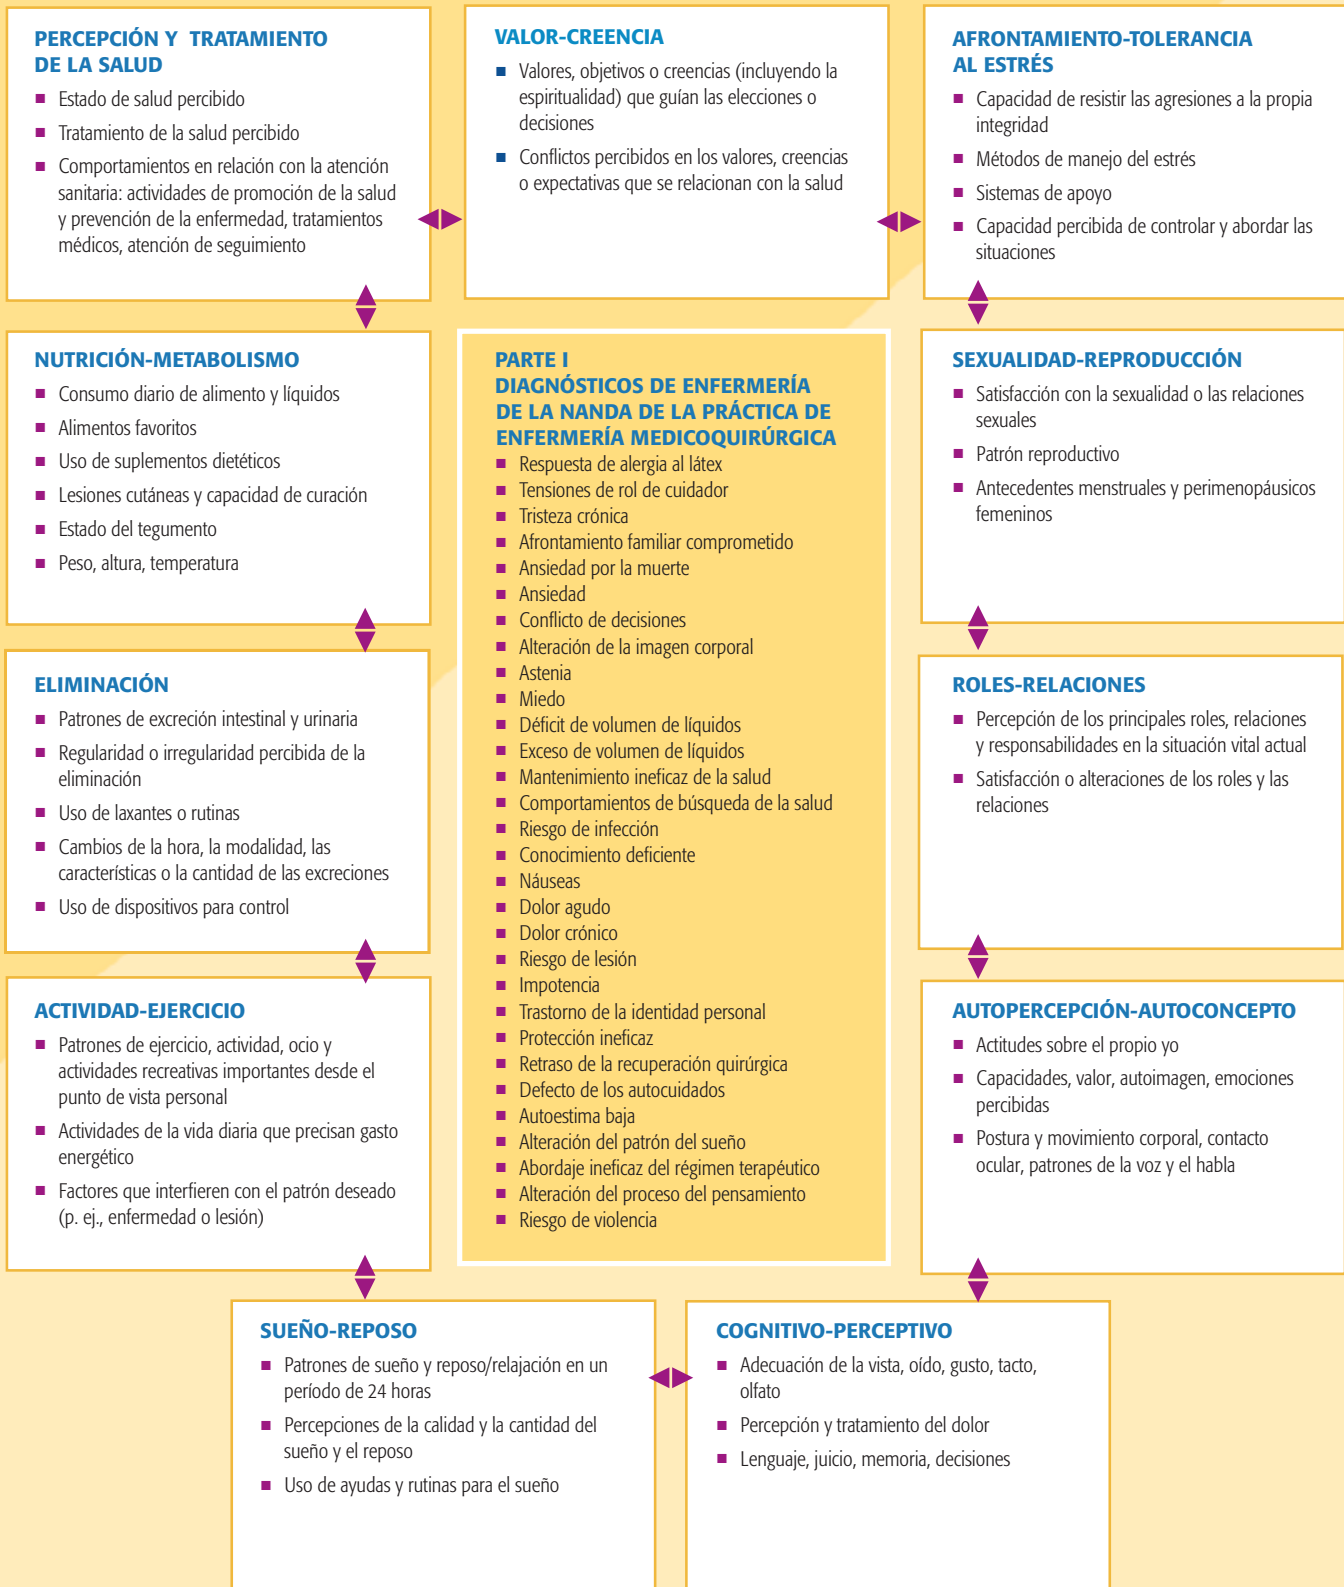 PERCEPCIÓN Y TRATAMIENTO
DE LA SALUD
■ Estado de salud percibido
■ Tratamiento de la salud percibido
■ Comportamientos en relación con la atención
sanitaria: actividades de promoción de la salud
y prevención de la enfermedad, tratamientos
médicos, atención de seguimiento
VALOR-CREENCIA
■ Valores, objetivos o creencias (incluyendo la
espiritualidad) que guían las elecciones o
decisiones
■ Conflictos percibidos en los valores, creencias
o expectativas que se relacionan con la salud
AFRONTAMIENTO-TOLERANCIA
AL ESTRÉS
■ Capacidad de resistir las agresiones a la propia
integridad
■ Métodos de manejo del estrés
■ Sistemas de apoyo
■ Capacidad percibida de controlar y abordar las
situaciones
NUTRICIÓN-METABOLISMO
■ Consumo diario de alimento y líquidos
■ Alimentos favoritos
■ Uso de suplementos dietéticos
■ Lesiones cutáneas y capacidad de curación
■ Estado del tegumento
■ Peso, altura, temperatura
PARTE I
DIAGNÓSTICOS DE ENFERMERÍA
DE LA NANDA DE LA PRÁCTICA DE
ENFERMERÍA MEDICOQUIRÚRGICA
■ Respuesta de alergia al látex
■ Tensiones de rol de cuidador
■ Tristeza crónica
■ Afrontamiento familiar comprometido
■ Ansiedad por la muerte
■ Ansiedad
■ Conflicto de decisiones
■ Alteración de la imagen corporal
■ Astenia
■ Miedo
■ Déficit de volumen de líquidos
■ Exceso de volumen de líquidos
■ Mantenimiento ineficaz de la salud
■ Comportamientos de búsqueda de la salud
■ Riesgo de infección
■ Conocimiento deficiente
■ Náuseas
■ Dolor agudo
■ Dolor crónico
■ Riesgo de lesión
■ Impotencia
■ Trastorno de la identidad personal
■ Protección ineficaz
■ Retraso de la recuperación quirúrgica
■ Defecto de los autocuidados
■ Autoestima baja
■ Alteración del patrón del sueño
■ Abordaje ineficaz del régimen terapéutico
■ Alteración del proceso del pensamiento
■ Riesgo de violencia
SEXUALIDAD-REPRODUCCIÓN
■ Satisfacción con la sexualidad o las relaciones
sexuales
■ Patrón reproductivo
■ Antecedentes menstruales y perimenopáusicos
femeninos
ELIMINACIÓN
■ Patrones de excreción intestinal y urinaria
■ Regularidad o irregularidad percibida de la
eliminación
■ Uso de laxantes o rutinas
■ Cambios de la hora, la modalidad, las
características o la cantidad de las excreciones
■ Uso de dispositivos para control
ROLES-RELACIONES
■ Percepción de los principales roles, relaciones
y responsabilidades en la situación vital actual
■ Satisfacción o alteraciones de los roles y las
relaciones
ACTIVIDAD-EJERCICIO
■ Patrones de ejercicio, actividad, ocio y
actividades recreativas importantes desde el
punto de vista personal
■ Actividades de la vida diaria que precisan gasto
energético
■ Factores que interfieren con el patrón deseado
(p. ej., enfermedad o lesión)
AUTOPERCEPCIÓN-AUTOCONCEPTO
■ Actitudes sobre el propio yo
■ Capacidades, valor, autoimagen, emociones
percibidas
■ Postura y movimiento corporal, contacto
ocular, patrones de la voz y el habla
SUEÑO-REPOSO
■ Patrones de sueño y reposo/relajación en un
período de 24 horas
■ Percepciones de la calidad y la cantidad del
sueño y el reposo
■ Uso de ayudas y rutinas para el sueño
COGNITIVO-PERCEPTIVO
■ Adecuación de la vista, oído, gusto, tacto,
olfato
■ Percepción y tratamiento del dolor
■ Lenguaje, juicio, memoria, decisiones